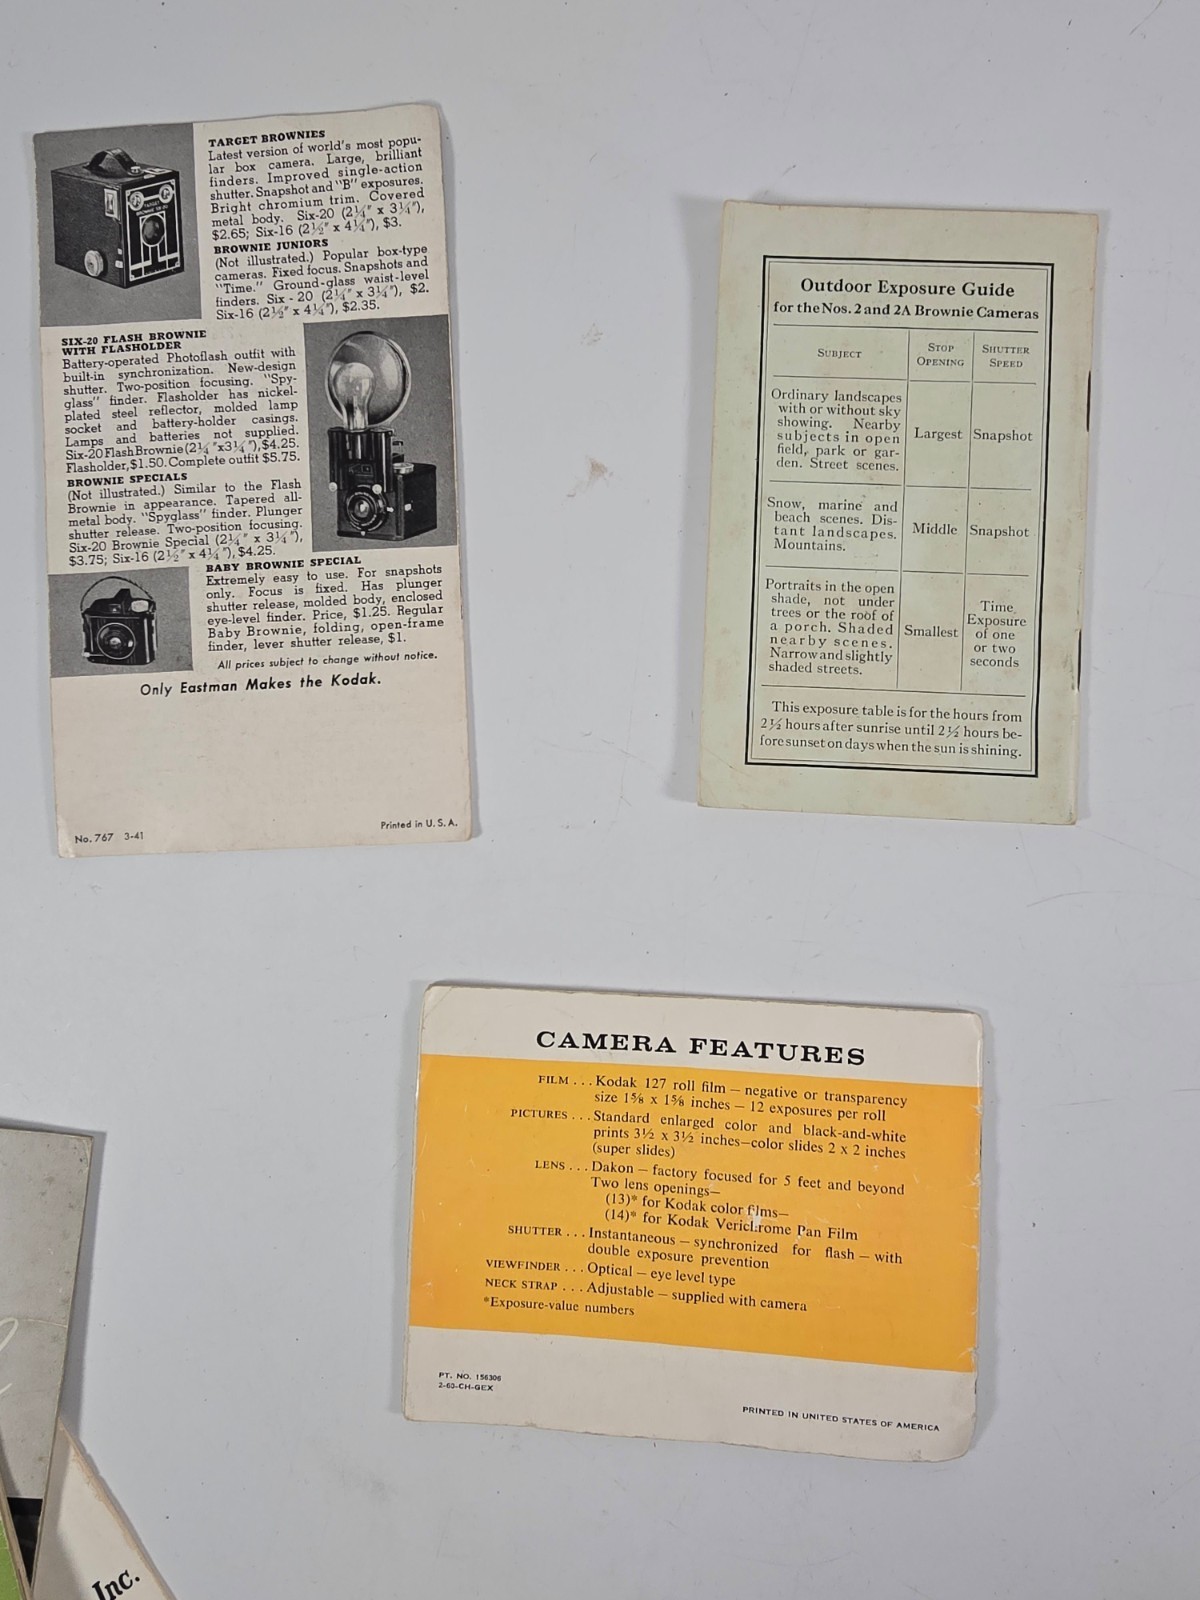 TARGET BROWNIES
Latest version of world's most popu-
lar box camera. Large, brilliant
finders. Improved single-action
shutter. Snapshot and "B" exposures.
Bright chromium trim. Covered
metal body. Six-20 (2¼" x 3¼"),
$2.65; Six-16 (2½" x 4¼"), $3.
BROWNIE JUNIORS
(Not illustrated.) Popular box-type
cameras. Fixed focus. Snapshots and
"Time." Ground-glass waist-level
finders. Six-20 (2¼" x 3¼"), $2.
Six-16 (2½" x 4¼"), $2.35.
SIX-20 FLASH BROWNIE
WITH FLASHOLDER
Battery-operated Photoflash outfit with
built-in synchronization. New-design
shutter. Two-position focusing. "Spy-
glass" finder. Flasholder has nickel-
plated steel reflector, molded lamp
socket and battery-holder casings.
Lamps and batteries not supplied.
Six-20 Flash Brownie (2¼"x3¼"), $4.25.
Flasholder, $1.50. Complete outfit $5.75.
BROWNIE SPECIALS
(Not illustrated.) Similar to the Flash
Brownie in appearance. Tapered all-
metal body. "Spyglass" finder. Plunger
shutter release. Two-position focusing.
Six-20 Brownie Special (2¼" x 3¼"),
$3.75; Six-16 (2½" x 4¼"), $4.25.
BABY BROWNIE SPECIAL
Extremely easy to use. For snapshots
only. Focus is fixed. Has plunger
shutter release, molded body, enclosed
eye-level finder. Price, $1.25. Regular
Baby Brownie, folding, open-frame
finder, lever shutter release, $1.
All prices subject to change without notice.
Only Eastman Makes the Kodak.
No. 767 3-41
Printed in U. S. A.
Outdoor Exposure Guide
for the Nos. 2 and 2A Brownie Cameras
SUBJECT
STOP
OPENING
SHUTTER
SPEED
Ordinary landscapes
with or without sky
showing. Nearby
subjects in open
field, park or gar-
den. Street scenes.
Largest
Snapshot
Snow, marine and
beach scenes. Dis-
tant landscapes.
Mountains.
Middle
Snapshot
Portraits in the open
shade, not under
trees or the roof of
a porch. Shaded
nearby scenes.
Narrow and slightly
shaded streets.
Smallest
Time
Exposure
of one
or two
seconds
This exposure table is for the hours from
2½ hours after sunrise until 2½ hours be-
fore sunset on days when the sun is shining.
CAMERA FEATURES
FILM . . . Kodak 127 roll film — negative or transparency
size 1⅝ x 1⅝ inches — 12 exposures per roll
PICTURES . . . Standard enlarged color and black-and-white
prints 3½ x 3½ inches—color slides 2 x 2 inches
(super slides)
LENS . . . Dakon — factory focused for 5 feet and beyond
Two lens openings—
(13)* for Kodak color films—
(14)* for Kodak Verichrome Pan Film
SHUTTER . . . Instantaneous — synchronized for flash — with
double exposure prevention
VIEWFINDER . . . Optical — eye level type
NECK STRAP . . . Adjustable — supplied with camera
*Exposure-value numbers
PT. NO. 156306
2-63-CH-GEX
PRINTED IN UNITED STATES OF AMERICA
Inc.